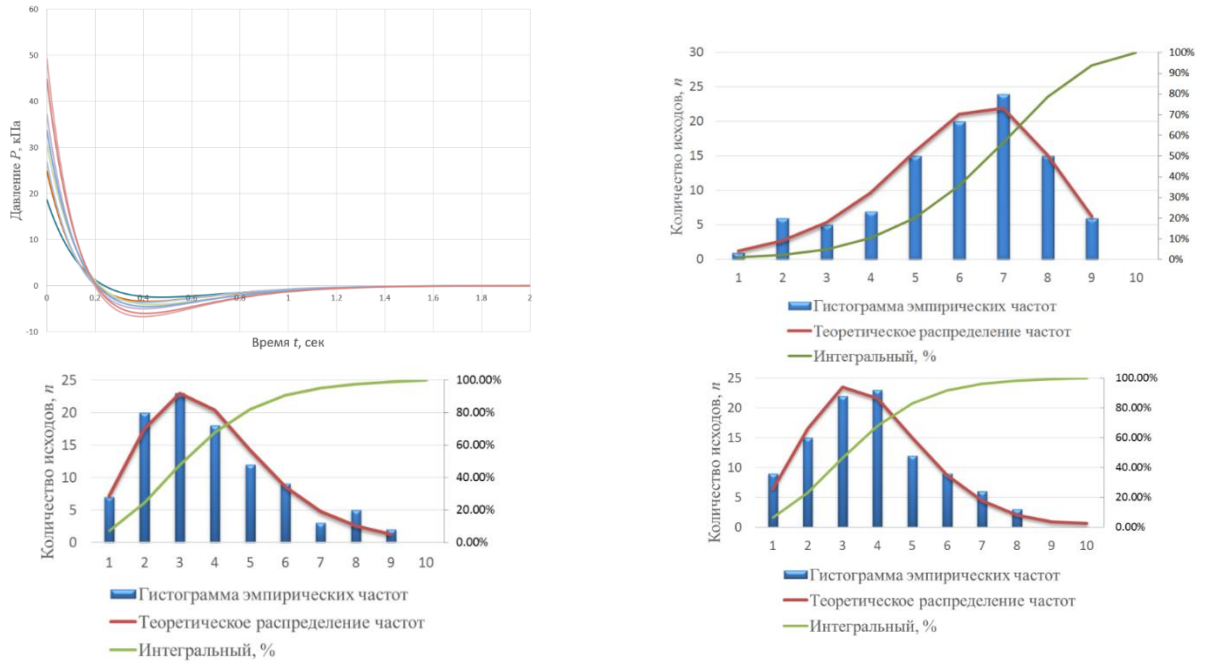 60
50
40
30
20
10
0
-10
Давление P, кПа
0 0.2 0.4 0.6 0.8 1 1.2 1.4 1.6 1.8 2
Время t, сек
Количество исходов, n
30
25
20
15
10
5
0
100%
90%
80%
70%
60%
50%
40%
30%
20%
10%
0%
1 2 3 4 5 6 7 8 9 10
Гистограмма эмпирических частот
Теоретическое распределение частот
Интегральный, %
Количество исходов, n
25
20
15
10
5
0
100.00%
80.00%
60.00%
40.00%
20.00%
0.00%
1 2 3 4 5 6 7 8 9 10
Гистограмма эмпирических частот
Теоретическое распределение частот
Интегральный, %
Количество исходов, n
25
20
15
10
5
0
100.00%
80.00%
60.00%
40.00%
20.00%
0.00%
1 2 3 4 5 6 7 8 9 10
Гистограмма эмпирических частот
Теоретическое распределение частот
Интегральный, %